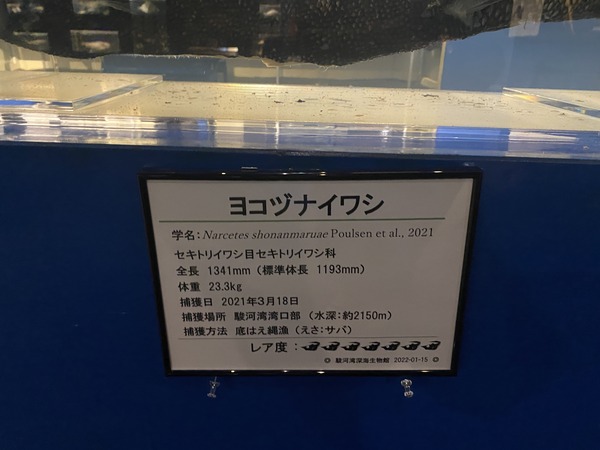 ヨコヅナイワシ
学名：Narcetes shonanmaruae Poulsen et al., 2021
セキトリイワシ目セキトリイワシ科
全長 1341mm（標準体長 1193mm）
体重 23.3kg
捕獲日 2021年3月18日
捕獲場所 駿河湾湾口部 （水深：約2150m）
捕獲方法 底はえ縄漁（えさ：サバ）
レア度：
◎ 駿河湾深海生物館 2022-01-15 ◎